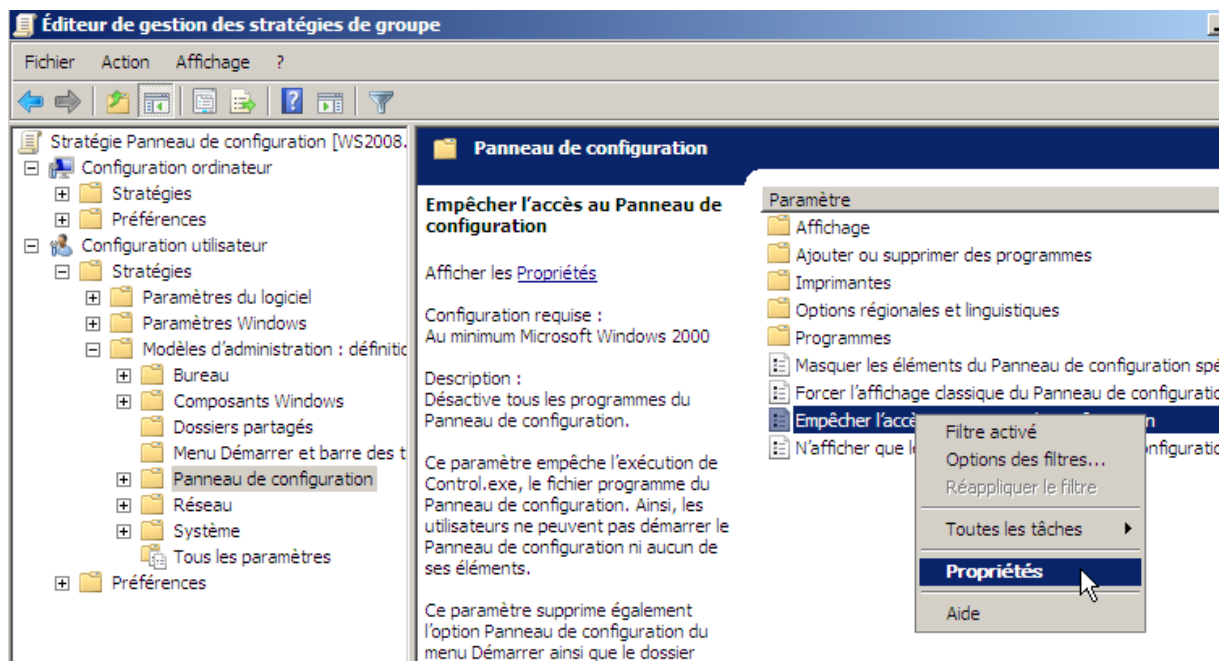 Éditeur de gestion des stratégies de groupe
Fichier Action Affichage ?
Stratégie Panneau de configuration [WS2008.
Configuration ordinateur
Stratégies
Préférences
Configuration utilisateur
Stratégies
Paramètres du logiciel
Paramètres Windows
Modèles d'administration : définitic
Bureau
Composants Windows
Dossiers partagés
Menu Démarrer et barre des t
Panneau de configuration
Réseau
Système
Tous les paramètres
Préférences
Panneau de configuration
Empêcher l'accès au Panneau de
configuration
Afficher les Propriétés
Configuration requise :
Au minimum Microsoft Windows 2000
Description :
Désactive tous les programmes du
Panneau de configuration.
Ce paramètre empêche l'exécution de
Control.exe, le fichier programme du
Panneau de configuration. Ainsi, les
utilisateurs ne peuvent pas démarrer le
Panneau de configuration ni aucun de
ses éléments.
Ce paramètre supprime également
l'option Panneau de configuration du
menu Démarrer ainsi que le dossier
Paramètre
Affichage
Ajouter ou supprimer des programmes
Imprimantes
Options régionales et linguistiques
Programmes
Masquer les éléments du Panneau de configuration spé
Forcer l'affichage classique du Panneau de configuratic
Empêcher l'accè
N'afficher que le
nfiguratic
Filtre activé
Options des filtres...
Réappliquer le filtre
Toutes les tâches
Propriétés
Aide